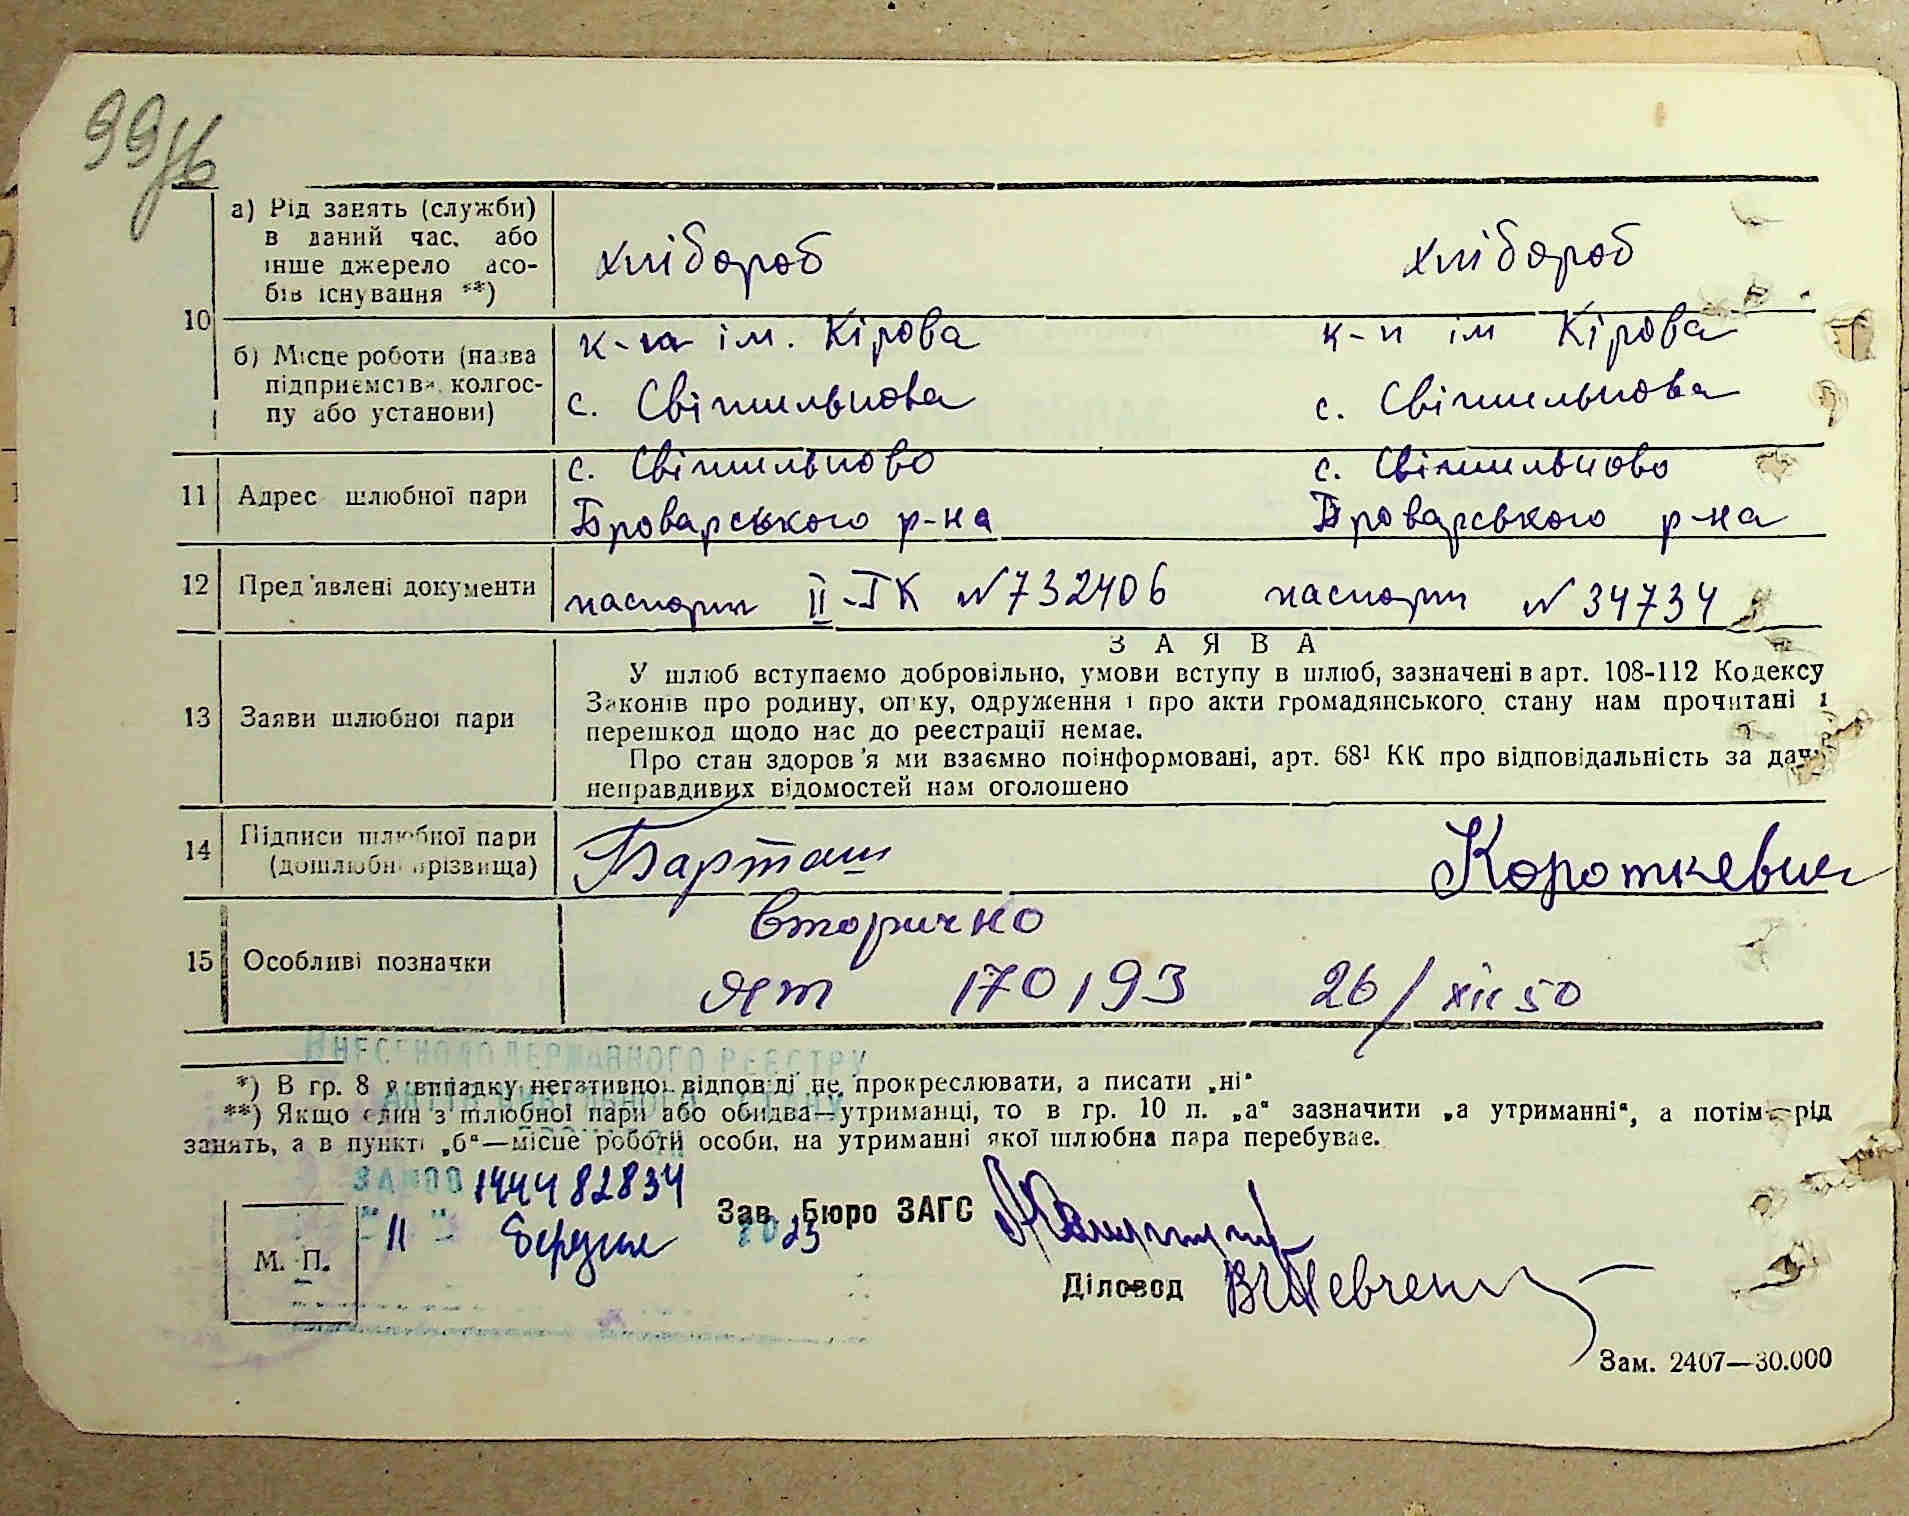 99
10 а) Рід занять (служби) в даний час, або інше джерело засобів існування **)
хлібороб хлібороб
б) Місце роботи (назва підприємства, колгоспу або установи)
к-п ім. Кірова к-п ім Кірова
с. Світильнова с. Світильнова
11 Адрес шлюбної пари
с. Світильново с. Світильново
Броварського р-на Броварського р-на
12 Пред'явлені документи паспорт II-ГК №732406 паспорт №34734
ЗАЯВА
13 Заяви шлюбної пари
У шлюб вступаємо добровільно, умови вступу в шлюб, зазначені в арт. 108-112 Кодексу
Законів про родину, опіку, одруження і про акти громадянського стану нам прочитані і
перешкод щодо нас до реєстрації немає.
Про стан здоров'я ми взаємно поінформовані, арт. 68¹ КК про відповідальність за дачу
неправдивих відомостей нам оголошено
14 Підписи шлюбної пари (дошлюбні прізвища) Барташ Короткевич
15 Особливі позначки
вторично
ЯТ 170193 26/XII 50
ВНЕСЕНО ДО ДЕРЖАВНОГО РЕЄСТРУ
*) В гр. 8 у випадку негативної відповіді не прокреслювати, а писати „ні“
**) Якщо один з шлюбної пари або обидва—утриманці, то в гр. 10 п. „а“ зазначити „а утриманні“, а потім—рід
занять, а в пункті „б“—місце роботи особи, на утриманні якої шлюбна пара перебуває.
144482834
11 березня 2023
Зав. Бюро ЗАГС
М. П.
Діловод ВШевченко
Зам. 2407—30.000